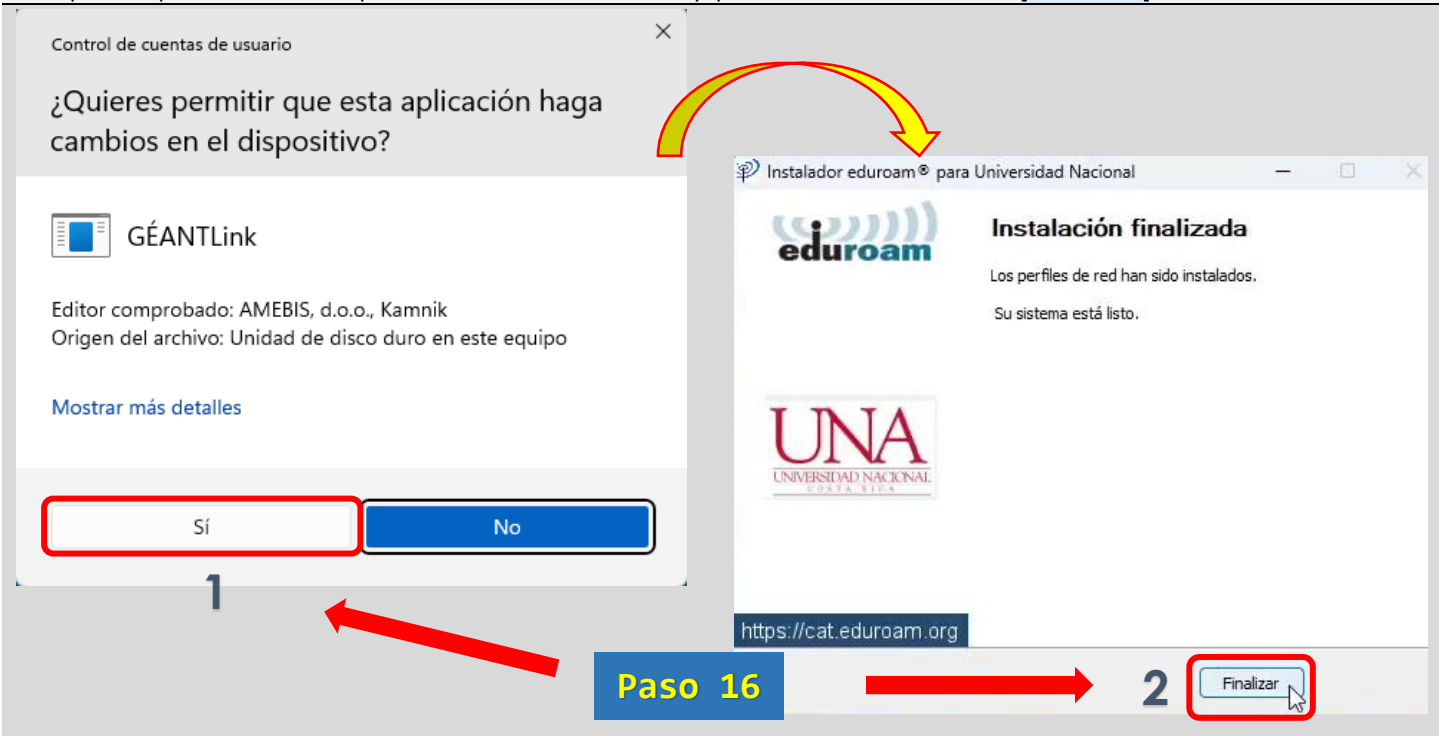 Control de cuentas de usuario
¿Quieres permitir que esta aplicación haga
cambios en el dispositivo?
GÉANTLink
Editor comprobado: AMEBIS, d.o.o., Kamnik
Origen del archivo: Unidad de disco duro en este equipo
Mostrar más detalles
Sí
No
1
Instalador eduroam® para Universidad Nacional
eduroam
Instalación finalizada
Los perfiles de red han sido instalados.
Su sistema está listo.
UNA
UNIVERSIDAD NACIONAL
COSTA RICA
https://cat.eduroam.org
Paso 16
2
Finalizar